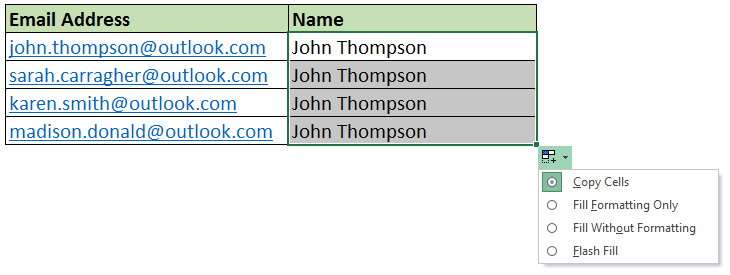 Email Address Name
john.thompson@outlook.com John Thompson
sarah.carragher@outlook.com John Thompson
karen.smith@outlook.com John Thompson
madison.donald@outlook.com John Thompson
Copy Cells
Fill Formatting Only
Fill Without Formatting
Flash Fill